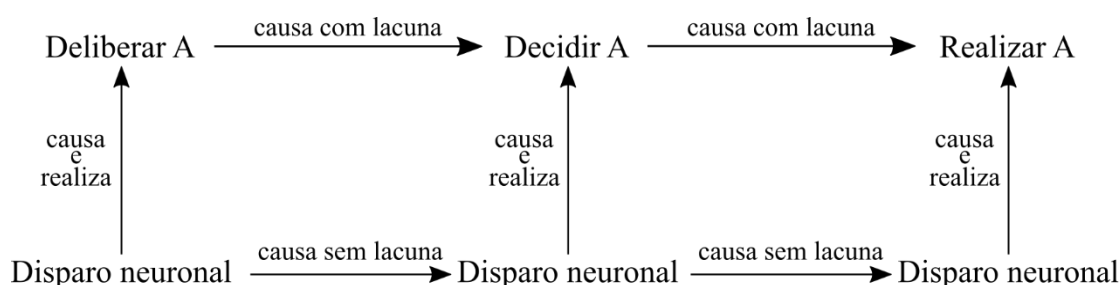 causa com lacuna
causa com lacuna
Deliberar A
Decidir A
Realizar A
causa
e
realiza
causa
e
realiza
causa
e
realiza
causa sem lacuna
causa sem lacuna
Disparo neuronal
Disparo neuronal
Disparo neuronal